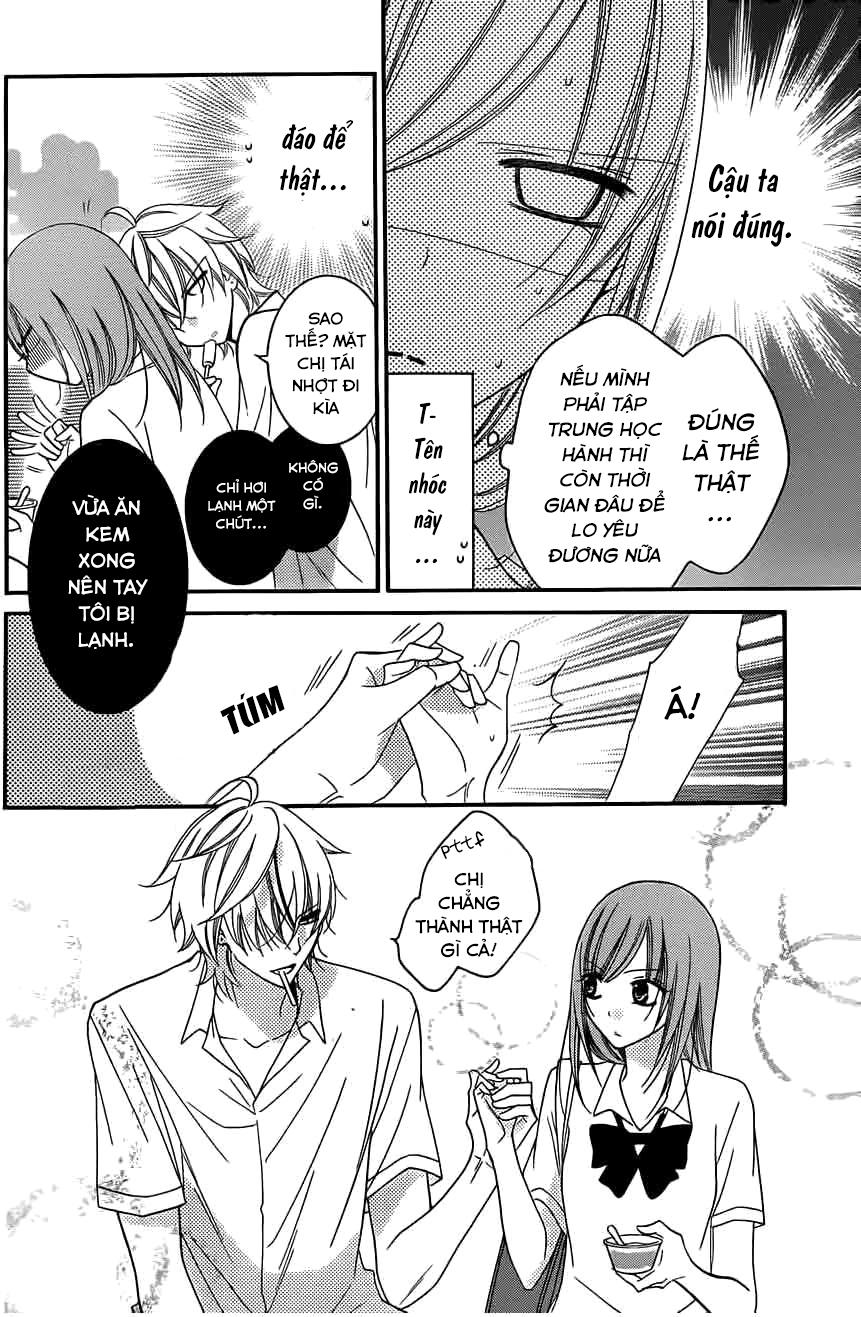 Cậu ta
nói đúng.
ĐÚNG
LÀ THẾ
THẬT
...
NẾU MÌNH
PHẢI TẬP
TRUNG HỌC
HÀNH THÌ
CÒN THỜI
GIAN ĐÂU ĐỂ
LO YÊU
ĐƯƠNG NỮA
T-
Tên
nhóc
này
...
đáo để
thật...
SAO
THẾ? MẶT
CHỊ TÁI
NHỢT ĐI
KÌA
KHÔNG
CÓ
GÌ.
CHỈ HƠI
LẠNH MỘT
CHÚT...
VỪA ĂN
KEM
XONG
NÊN TAY
TÔI BỊ
LẠNH.
Á!
TÚM
pttf
CHỊ
CHẲNG
THÀNH THẬT
GÌ CẢ!